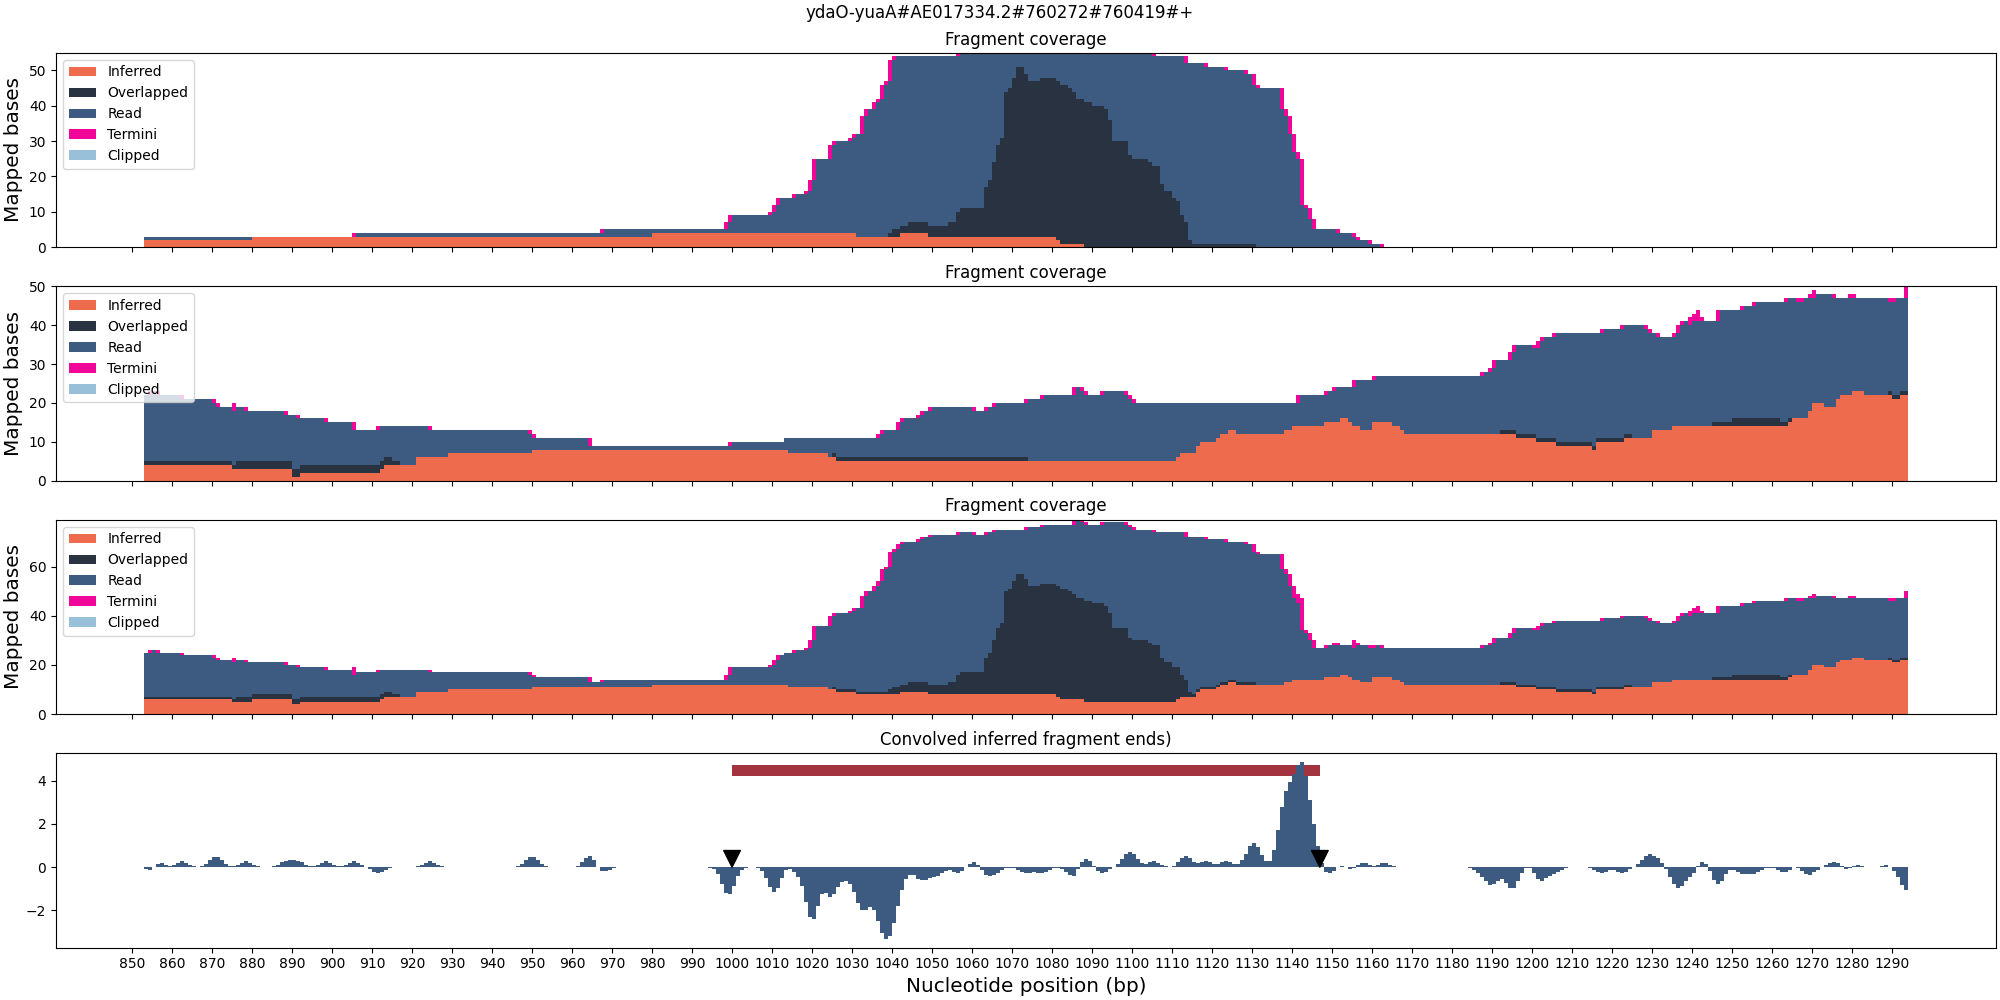 ydaO-yuaA#AE017334.2#760272#760419#+
Fragment coverage
Mapped bases
50
40
30
20
10
0
Inferred
Overlapped
Read
Termini
Clipped
Fragment coverage
Mapped bases
50
40
30
20
10
0
Inferred
Overlapped
Read
Termini
Clipped
Fragment coverage
Mapped bases
60
40
20
0
Inferred
Overlapped
Read
Termini
Clipped
Convolved inferred fragment ends)
4
2
0
−2
850 860 870 880 890 900 910 920 930 940 950 960 970 980 990 1000 1010 1020 1030 1040 1050 1060 1070 1080 1090 1100 1110 1120 1130 1140 1150 1160 1170 1180 1190 1200 1210 1220 1230 1240 1250 1260 1270 1280 1290
Nucleotide position (bp)